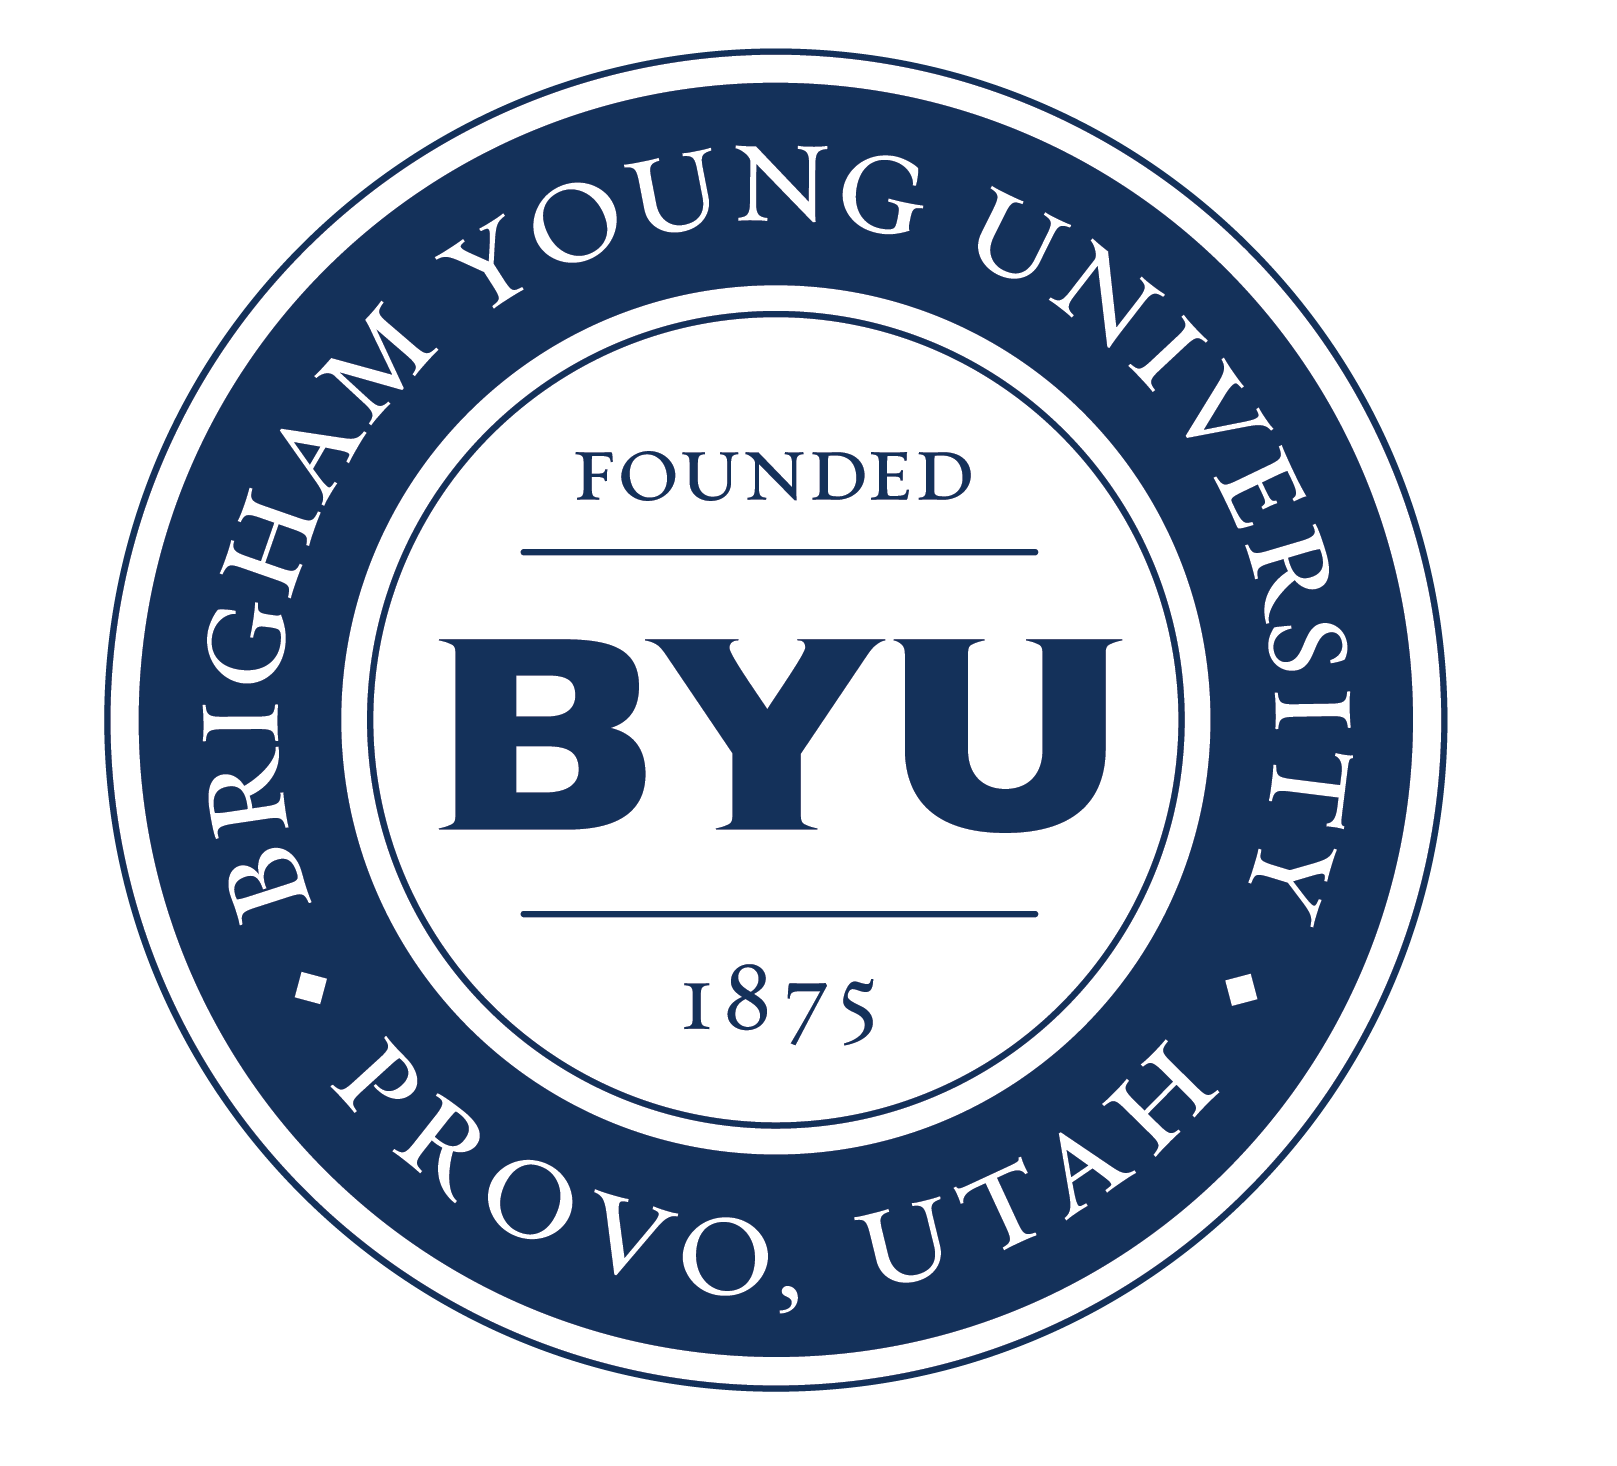 BRIGHAM YOUNG UNIVERSITY
FOUNDED
BYU
1875
PROVO, UTAH